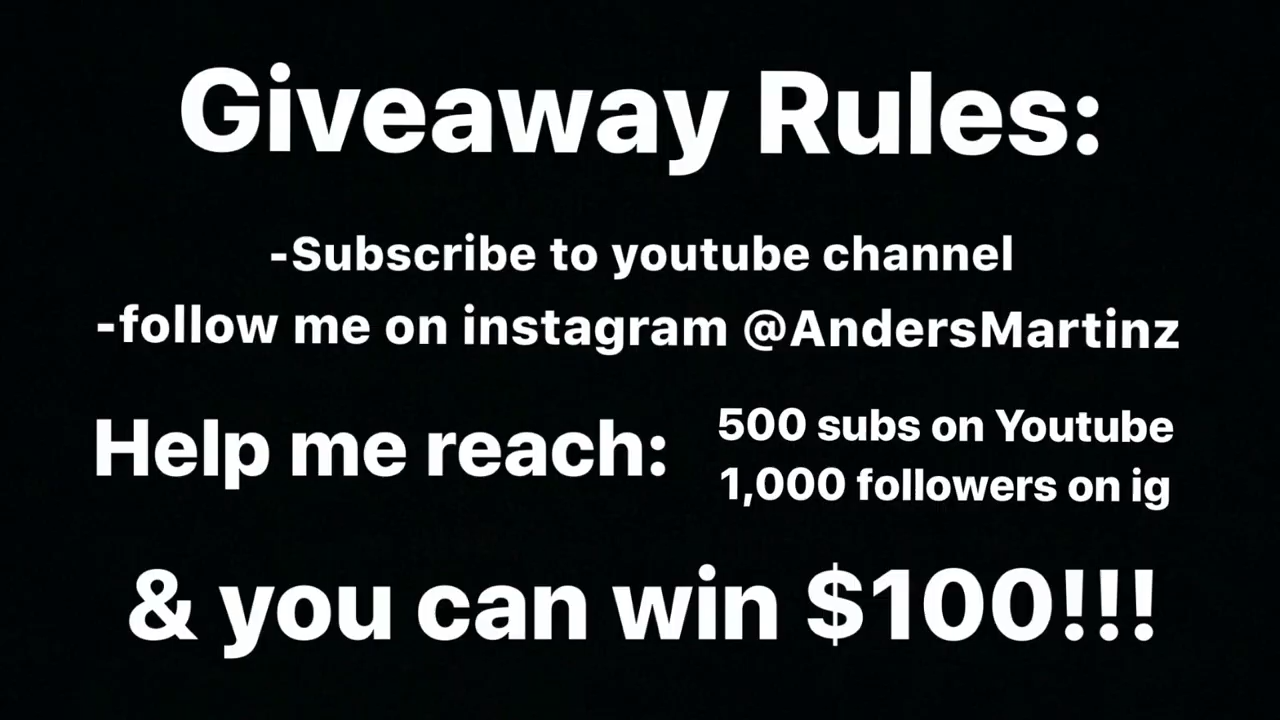 Giveaway Rules:
-Subscribe to youtube channel
-follow me on instagram @AndersMartinz
Help me reach:
500 subs on Youtube
1,000 followers on ig
& you can win $100!!!